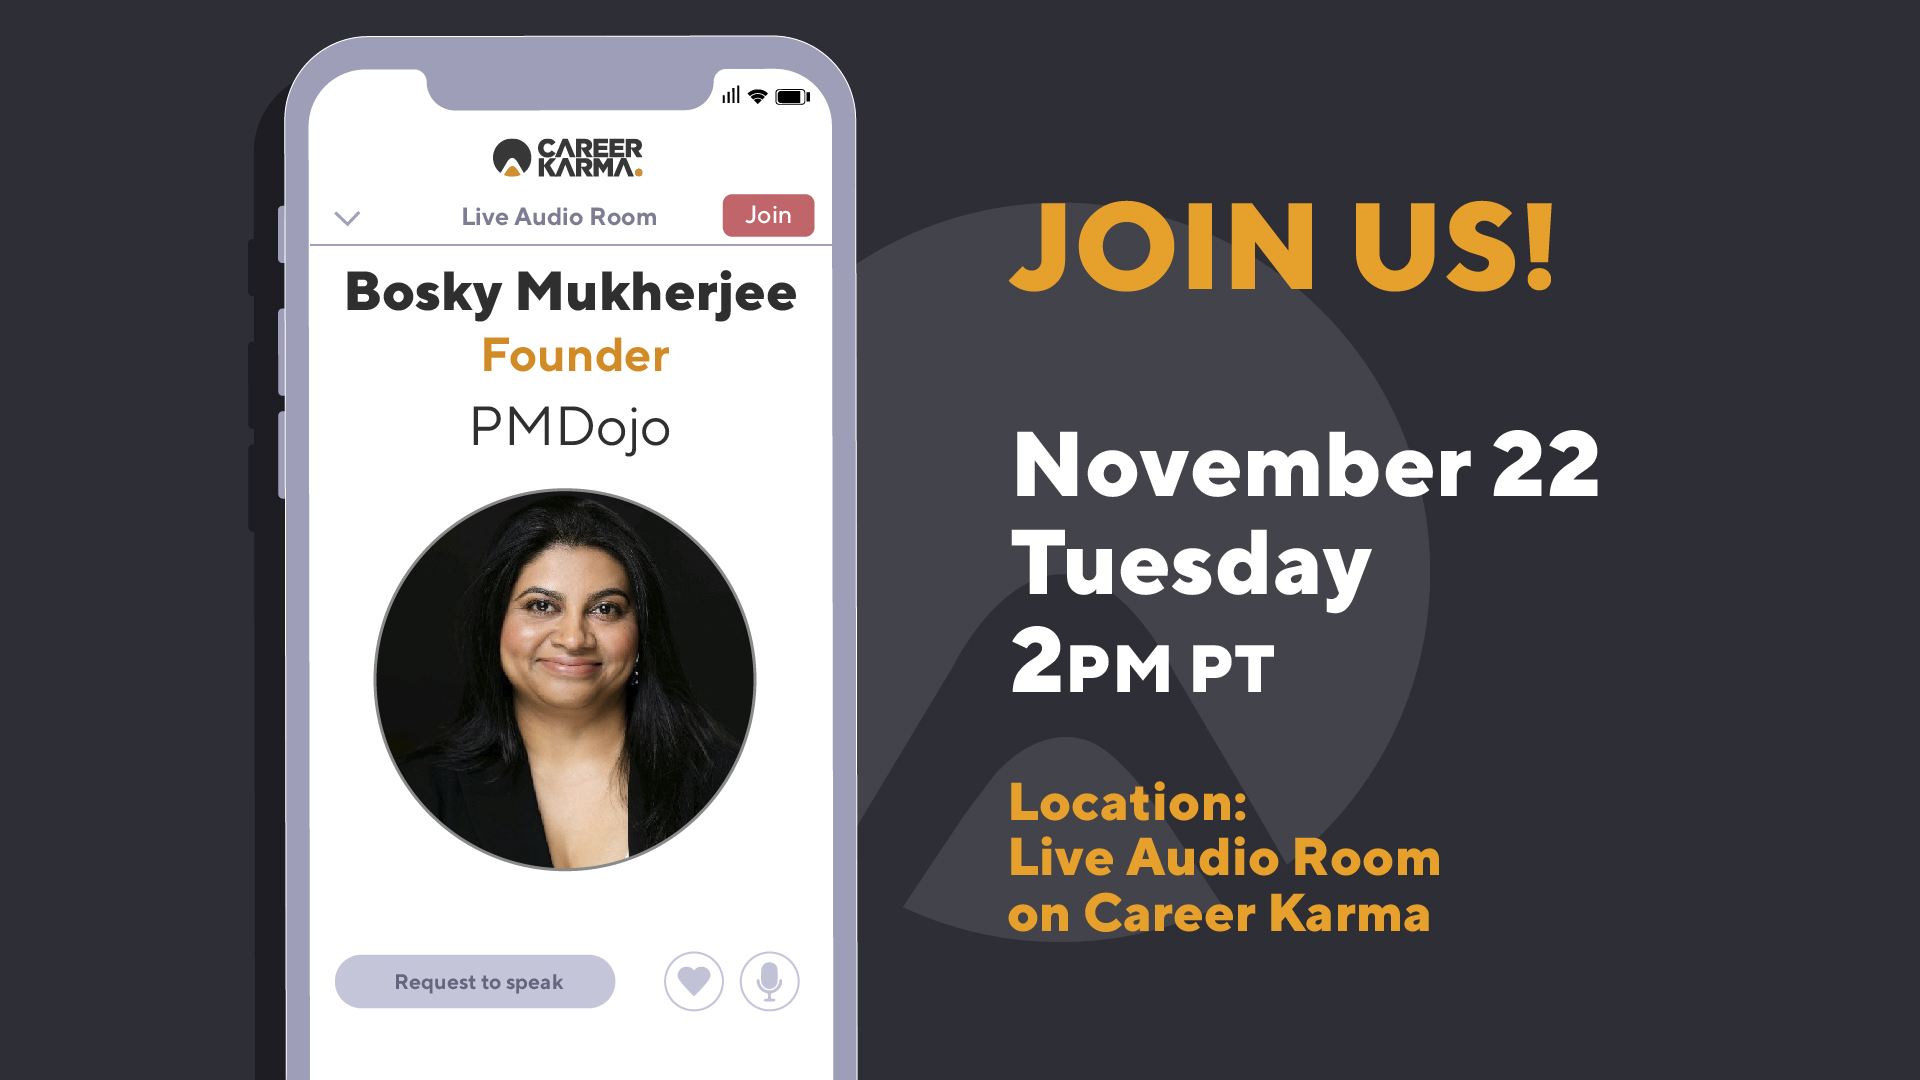 CAREER
KARMA.
Live Audio Room
Join
Bosky Mukherjee
Founder
PMDojo
Request to speak
JOIN US!
November 22
Tuesday
2PM PT
Location:
Live Audio Room
on Career Karma